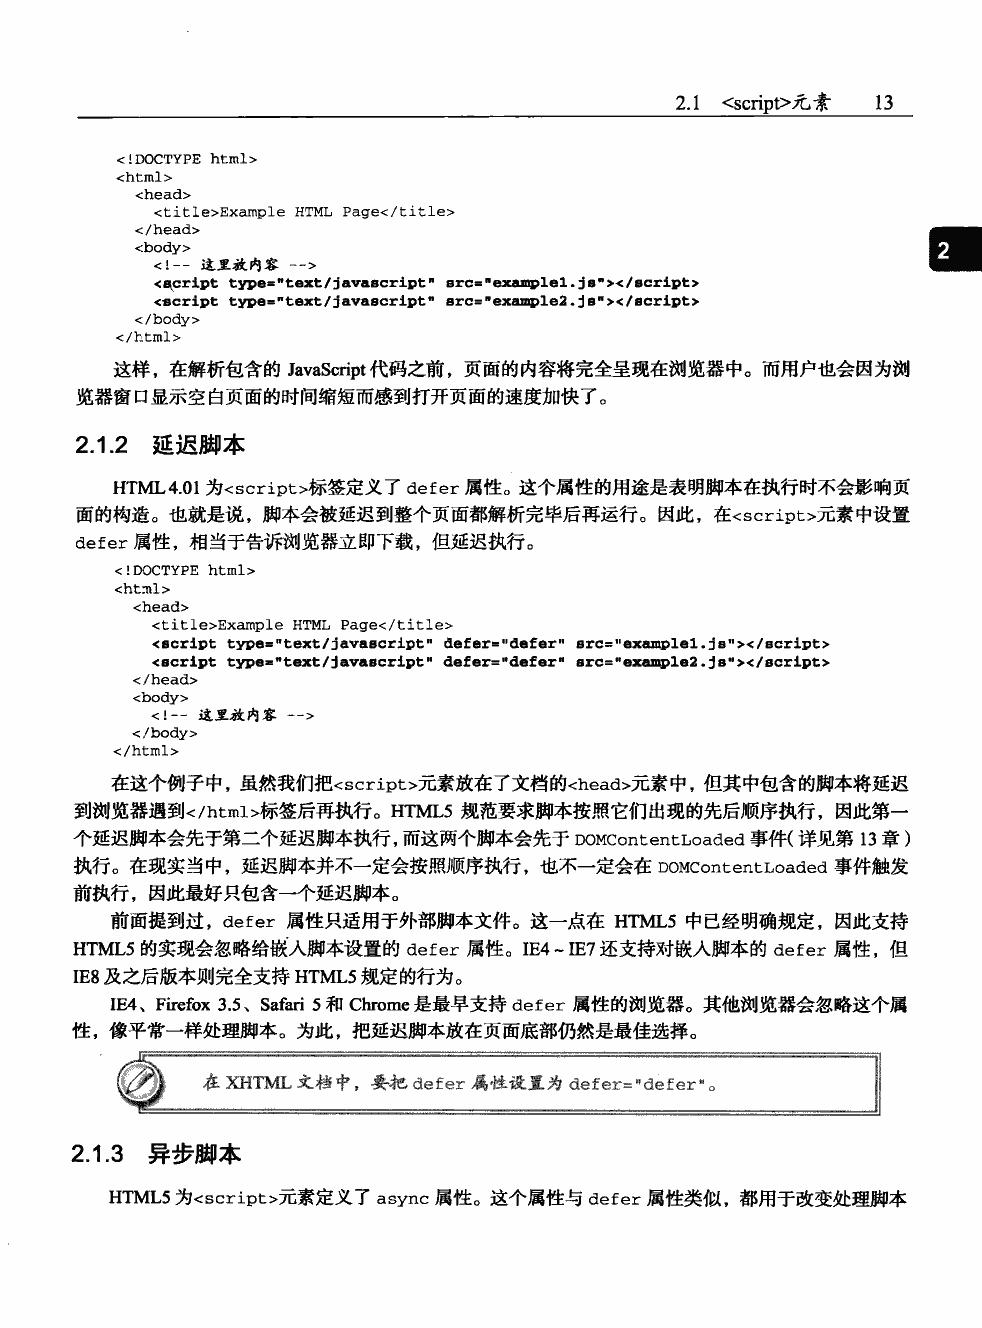 2.1 <script>元素 13
<!DOCTYPE html>
<html>
<head>
<title>Example HTML Page</title>
</head>
<body>
2
<!-- 这里放内容 -->
<script type="text/javascript" src="example1.js"></script>
<script type="text/javascript" src="example2.js"></script>
</body>
</html>
这样，在解析包含的 JavaScript 代码之前，页面的内容将完全呈现在浏览器中。而用户也会因为浏
览器窗口显示空白页面的时间缩短而感到打开页面的速度加快了。
2.1.2 延迟脚本
HTML 4.01 为<script>标签定义了 defer 属性。这个属性的用途是表明脚本在执行时不会影响页
面的构造。也就是说，脚本会被延迟到整个页面都解析完毕后再运行。因此，在<script>元素中设置
defer 属性，相当于告诉浏览器立即下载，但延迟执行。
<!DOCTYPE html>
<html>
<head>
<title>Example HTML Page</title>
<script type="text/javascript" defer="defer" src="example1.js"></script>
<script type="text/javascript" defer="defer" src="example2.js"></script>
</head>
<body>
<!-- 这里放内容 -->
</body>
</html>
在这个例子中，虽然我们把<script>元素放在了文档的<head>元素中，但其中包含的脚本将延迟
到浏览器遇到</html>标签后再执行。HTML5 规范要求脚本按照它们出现的先后顺序执行，因此第一
个延迟脚本会先于第二个延迟脚本执行，而这两个脚本会先于 DOMContentLoaded 事件（详见第 13 章）
执行。在现实当中，延迟脚本并不一定会按照顺序执行，也不一定会在 DOMContentLoaded 事件触发
前执行，因此最好只包含一个延迟脚本。
前面提到过，defer 属性只适用于外部脚本文件。这一点在 HTML5 中已经明确规定，因此支持
HTML5 的实现会忽略给嵌入脚本设置的 defer 属性。IE4～IE7 还支持对嵌入脚本的 defer 属性，但
IE8 及之后版本则完全支持 HTML5 规定的行为。
IE4、Firefox 3.5、Safari 5 和 Chrome 是最早支持 defer 属性的浏览器。其他浏览器会忽略这个属
性，像平常一样处理脚本。为此，把延迟脚本放在页面底部仍然是最佳选择。
在 XHTML 文档中，要把 defer 属性设置为 defer="defer"。
2.1.3 异步脚本
HTML5 为<script>元素定义了 async 属性。这个属性与 defer 属性类似，都用于改变处理脚本